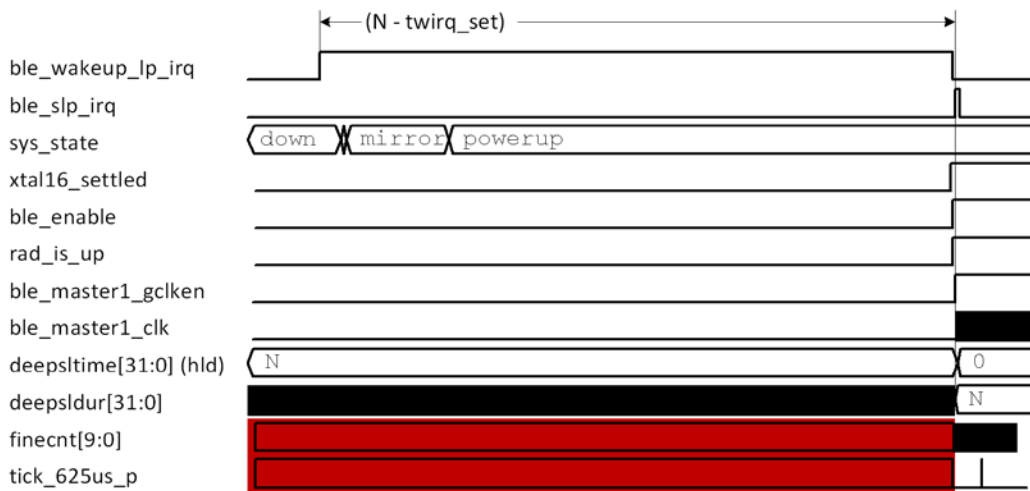 (N - twirq_set)
ble_wakeup_lp_irq
ble_slp_irq
sys_state down mirror powerup
xtal16_settled
ble_enable
rad_is_up
ble_master1_gclken
ble_master1_clk
deepsltime[31:0] (hld) N 0
deepsldur[31:0] N
finecnt[9:0]
tick_625us_p